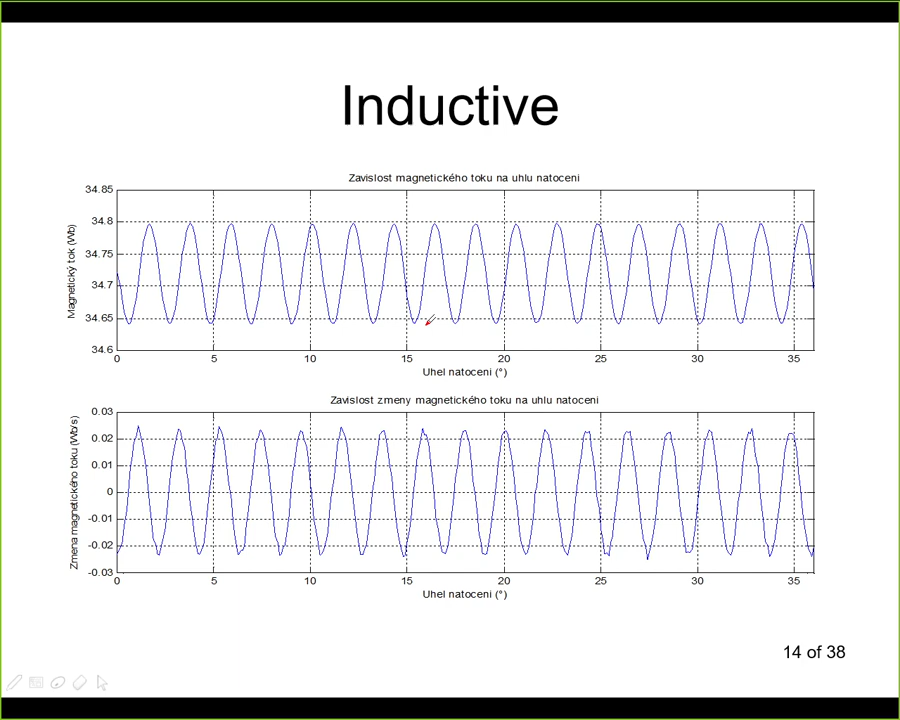 Inductive
Zavislost magnetického toku na uhlu natoceni
34.85
34.8
34.75
34.7
34.65
34.6
Magnetický tok (Wb)
0 5 10 15 20 25 30 35
Uhel natoceni (°)
Zavislost zmeny magnetického toku na uhlu natoceni
0.03
0.02
0.01
0
-0.01
-0.02
-0.03
Zmena magnetického toku (Wb/s)
0 5 10 15 20 25 30 35
Uhel natoceni (°)
14 of 38